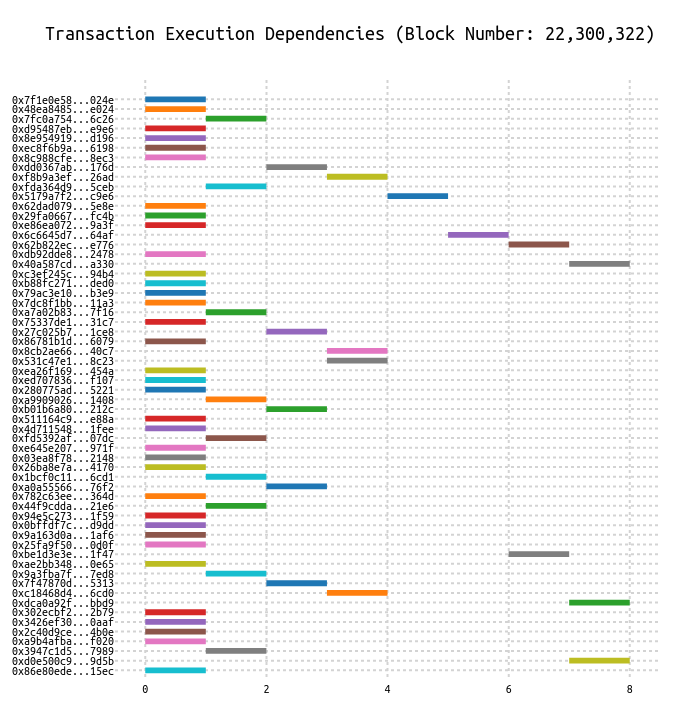 Transaction Execution Dependencies (Block Number: 22,300,322)
0x7f1e0e58...024e
0x48ea8485...e024
0x7fc0a754...6c26
0xd95487eb...e9e6
0x8e954919...d196
0xec8f6b9a...6198
0x8c988cfe...8ec3
0xdd0367ab...176d
0xf8b9a3ef...26ad
0xfda364d9...5ceb
0x5179a7f2...c9e6
0x62dad079...5e8e
0x29fa0667...fc4b
0xe86ea072...9a3f
0x6c6645d7...64af
0x62b822ec...e776
0xdb92dde8...2478
0x40a587cd...a330
0xc3ef245c...94b4
0xb88fc271...ded0
0x79ac3e10...b3e9
0x7dc8f1bb...11a3
0xa7a02b83...7f16
0x75337de1...31c7
0x27c025b7...1ce8
0x86781b1d...6079
0x8cb2ae66...40c7
0x531c47e1...8c23
0xea26f169...454a
0xed707836...f107
0x280775ad...5221
0xa9909026...1408
0xb01b6a80...212c
0x511164c9...e88a
0x4d711548...1fee
0xfd5392af...07dc
0xe645e207...971f
0x03ea8f78...2148
0x26ba8e7a...4170
0x1bcf0c11...6cd1
0xa0a55566...76f2
0x782c63ee...364d
0x44f9cdda...21e6
0x94e5c273...1f59
0x0bffdf7c...d9dd
0x9a163d0a...1af6
0x25fa9f50...0d0f
0xbe1d3e3e...1f47
0xae2bb348...0e65
0x9a3fba7f...7ed8
0x7f47870d...5313
0xc18468d4...6cd0
0xdca0a92f...bbd9
0x302ecbf2...2b79
0x3426ef30...0aaf
0x2c40d9ce...4b0e
0xa9b4afba...f020
0x3947c1d5...7989
0xd0e500c9...9d5b
0x86e80ede...15ec
0 2 4 6 8